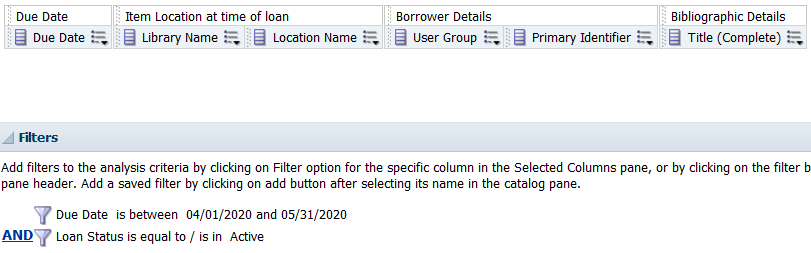 Due Date Item Location at time of loan Borrower Details Bibliographic Details
Due Date Library Name Location Name User Group Primary Identifier Title (Complete)
Filters
Add filters to the analysis criteria by clicking on Filter option for the specific column in the Selected Columns pane, or by clicking on the filter b
pane header. Add a saved filter by clicking on add button after selecting its name in the catalog pane.
Due Date is between 04/01/2020 and 05/31/2020
AND Loan Status is equal to / is in Active